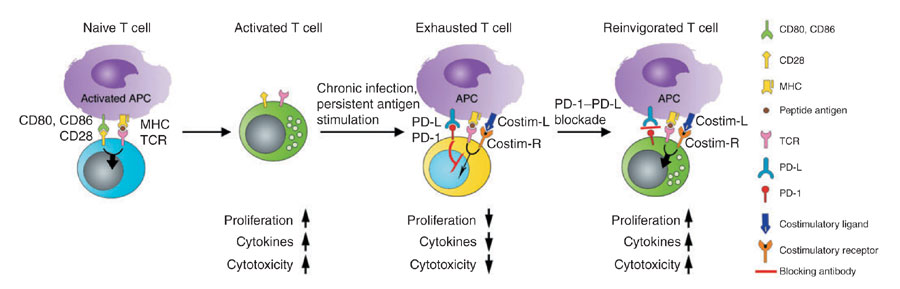 Naive T cell
Activated APC
CD80, CD86
CD28
MHC
TCR
Activated T cell
Proliferation
Cytokines
Cytotoxicity
Chronic infection,
persistent antigen
stimulation
Exhausted T cell
APC
PD-L
PD-1
Costim-L
Costim-R
Proliferation
Cytokines
Cytotoxicity
PD-1–PD-L
blockade
Reinvigorated T cell
APC
Costim-L
Costim-R
Proliferation
Cytokines
Cytotoxicity
CD80, CD86
CD28
MHC
Peptide antigen
TCR
PD-L
PD-1
Costimulatory ligand
Costimulatory receptor
Blocking antibody